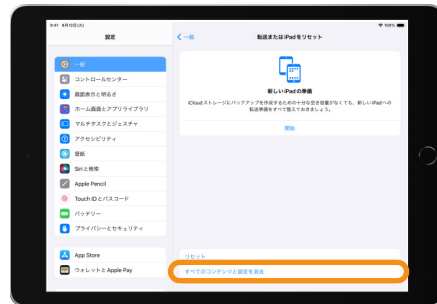 9:41 8月12日(火)
100%
設定
一般
転送またはiPadをリセット
一般
コントロールセンター
画面表示と明るさ
ホーム画面とアプリライブラリ
マルチタスクとジェスチャ
アクセシビリティ
壁紙
Siriと検索
Apple Pencil
Touch IDとパスコード
バッテリー
プライバシーとセキュリティ
App Store
ウォレットとApple Pay
新しいiPadの準備
iCloudストレージにバックアップを作成するための十分な空き容量がなくても、新しいiPadへの
転送準備をすべて整えておきましょう。
開始
リセット
すべてのコンテンツと設定を消去